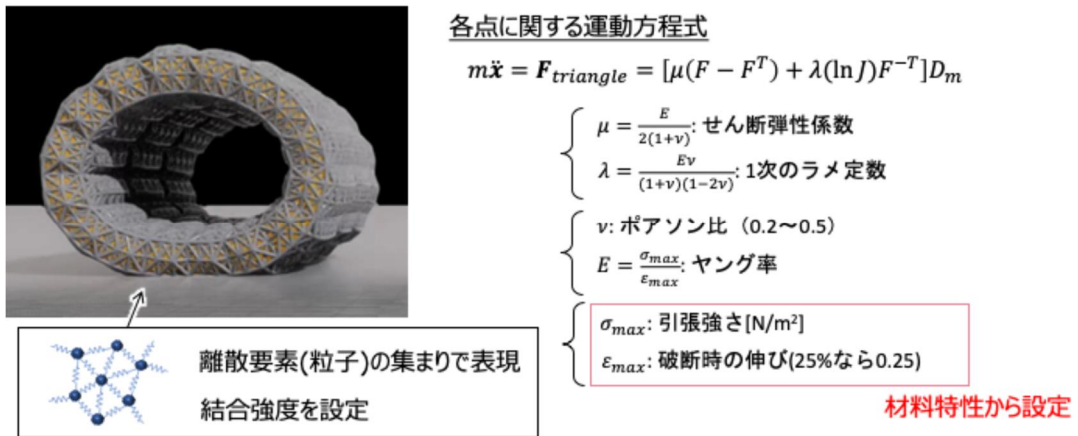 各点に関する運動方程式
mẍ = F_triangle = [μ(F − F^T) + λ(ln J)F^{−T}]D_m
μ = E/2(1+ν): せん断弾性係数
λ = Eν/(1+ν)(1−2ν): 1次のラメ定数
ν: ポアソン比（0.2～0.5）
E = σ_max/ε_max: ヤング率
σ_max: 引張強さ[N/m²]
ε_max: 破断時の伸び(25%なら0.25)
材料特性から設定
離散要素(粒子)の集まりで表現
結合強度を設定